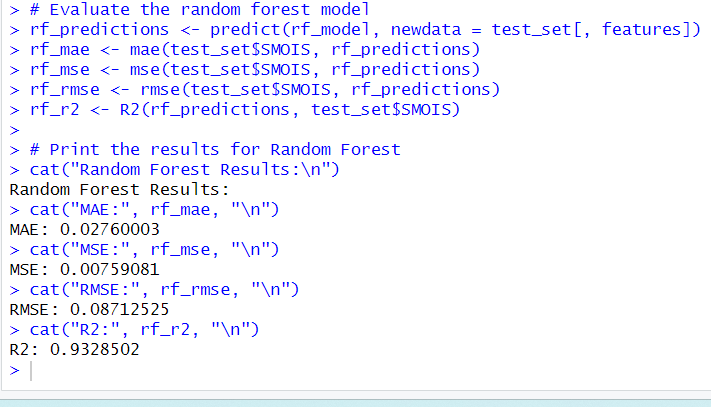 > # Evaluate the random forest model
> rf_predictions <- predict(rf_model, newdata = test_set[, features])
> rf_mae <- mae(test_set$SMOIS, rf_predictions)
> rf_mse <- mse(test_set$SMOIS, rf_predictions)
> rf_rmse <- rmse(test_set$SMOIS, rf_predictions)
> rf_r2 <- R2(rf_predictions, test_set$SMOIS)
>
> # Print the results for Random Forest
> cat("Random Forest Results:\n")
Random Forest Results:
> cat("MAE:", rf_mae, "\n")
MAE: 0.02760003
> cat("MSE:", rf_mse, "\n")
MSE: 0.00759081
> cat("RMSE:", rf_rmse, "\n")
RMSE: 0.08712525
> cat("R2:", rf_r2, "\n")
R2: 0.9328502
>